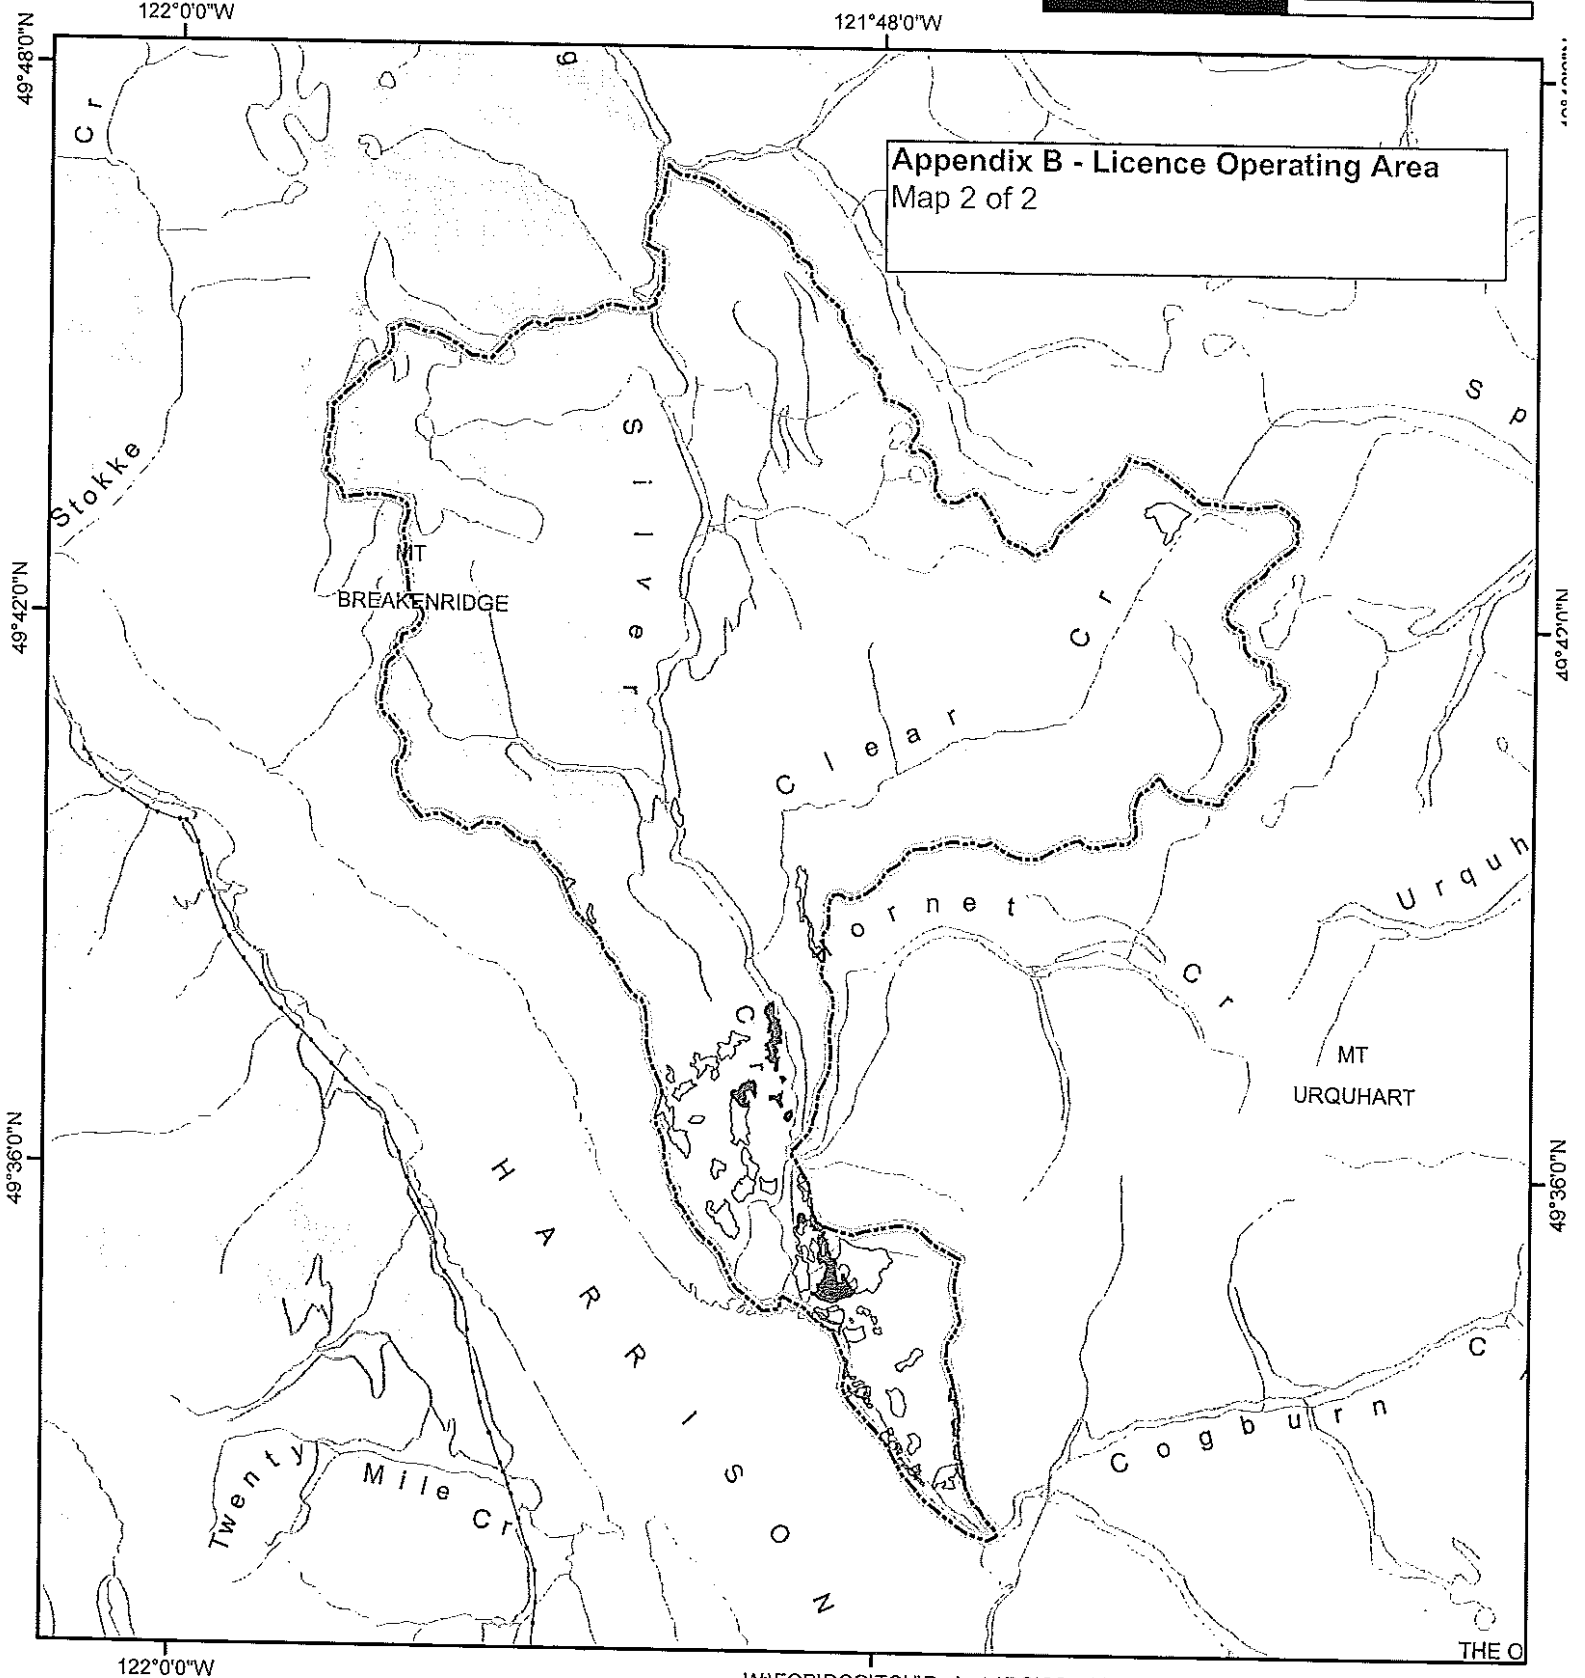 122°0'0"W
121°48'0"W
49°48'0"N
g
Cr
Appendix B - Licence Operating Area
Map 2 of 2
Sp
Stokke
Silver
MT
BREAKENRIDGE
49°42'0"N
49°42'0"N
Clear Cr
Urquh
Hornet Cr
Cr
MT
URQUHART
49°36'0"N
49°36'0"N
HARRISON
C
Cogburn
Twenty
Mile Cr
THE O
122°0'0"W